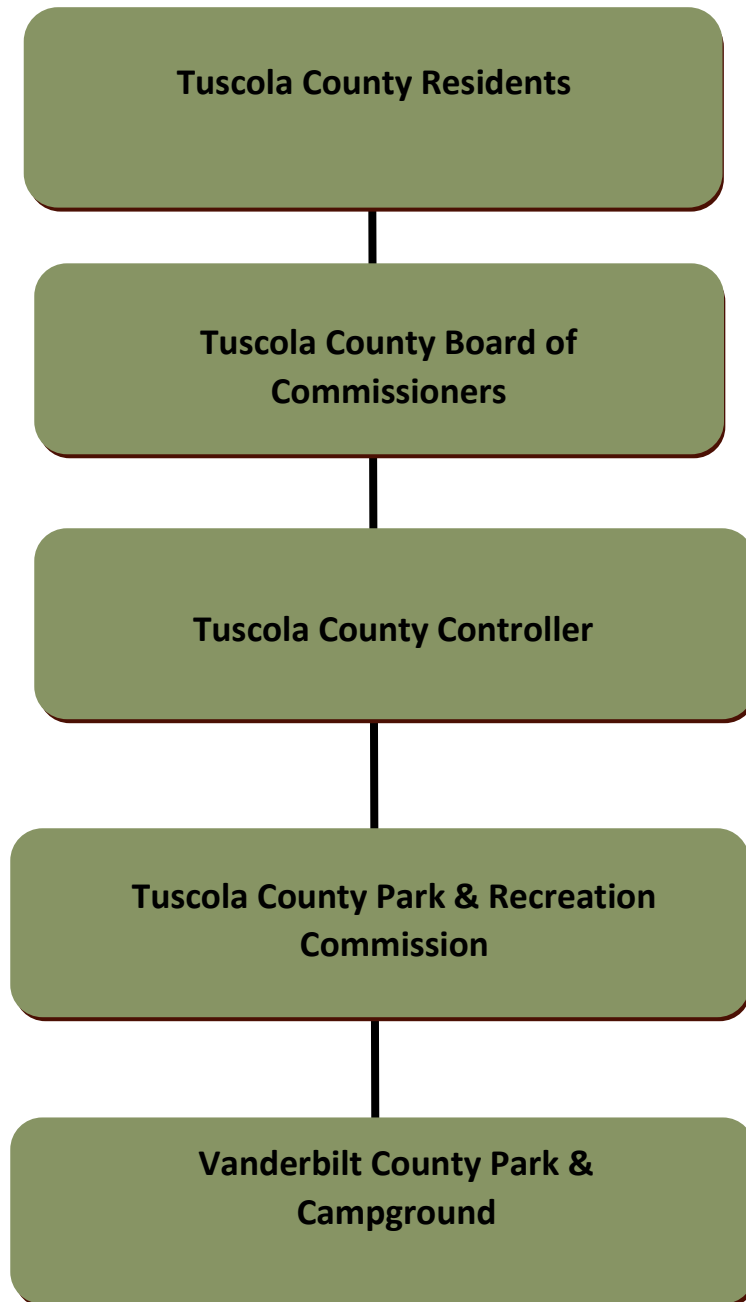 Tuscola County Residents
Tuscola County Board of
Commissioners
Tuscola County Controller
Tuscola County Park & Recreation
Commission
Vanderbilt County Park &
Campground